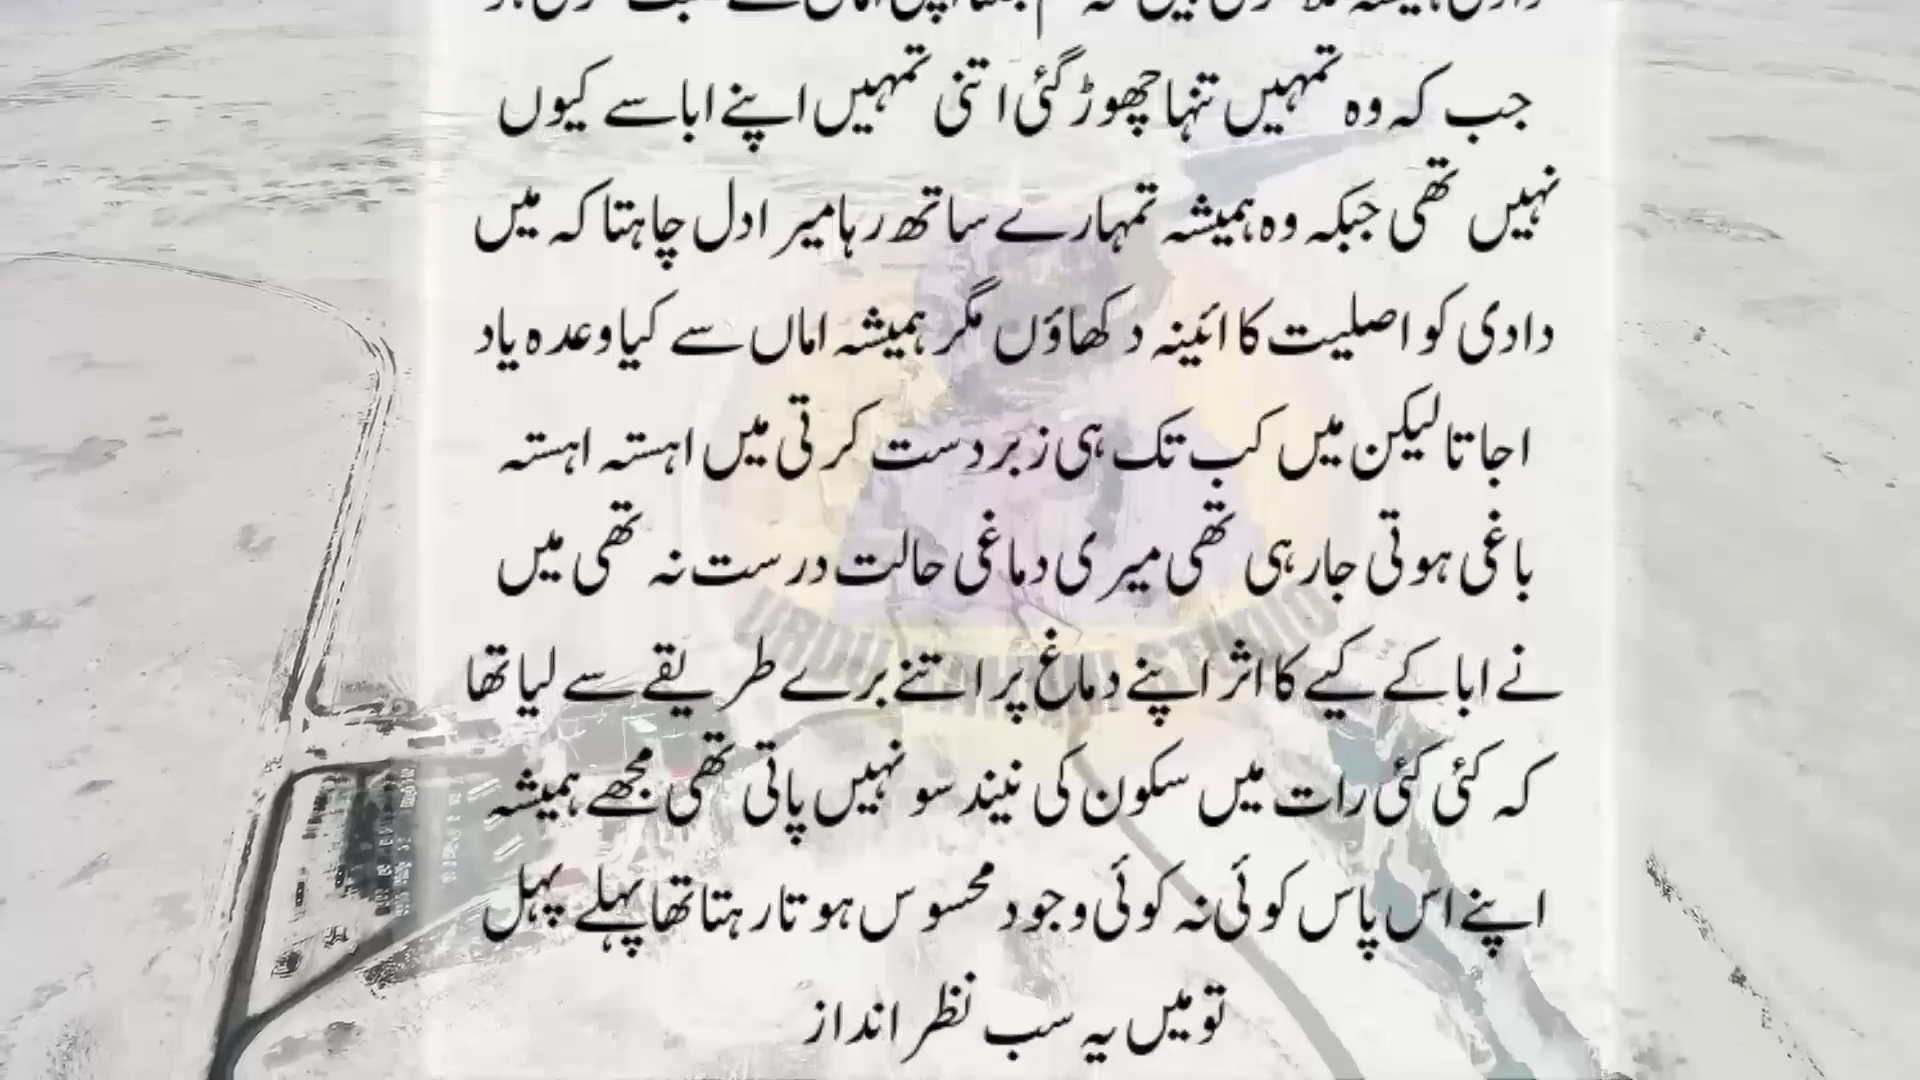 جب کہ وہ تمہیں تنہا چھوڑ گئی اتنی تمہیں اپنے ابا سے کیوں
نہیں تھی جبکہ وہ ہمیشہ تمہارے ساتھ رہا میرا دل چاہتا کہ میں
دادی کو اصلیت کا ائینہ دکھاؤں مگر ہمیشہ اماں سے کیا وعدہ یاد
اجاتا لیکن میں کب تک ہی زبردست کرتی میں اہستہ اہستہ
باغی ہوتی جا رہی تھی میری دماغی حالت درست نہ تھی میں
نے ابا کے کیے کا اثر اپنے دماغ پر اتنے برے طریقے سے لیا تھا
کہ کئی کئی رات میں سکون کی نیند سو نہیں پاتی تھی مجھے ہمیشہ
اپنے اس پاس کوئی نہ کوئی وجود محسوس ہوتا رہتا تھا پہلے پہل
تو میں یہ سب نظر انداز
URDU STUDIO